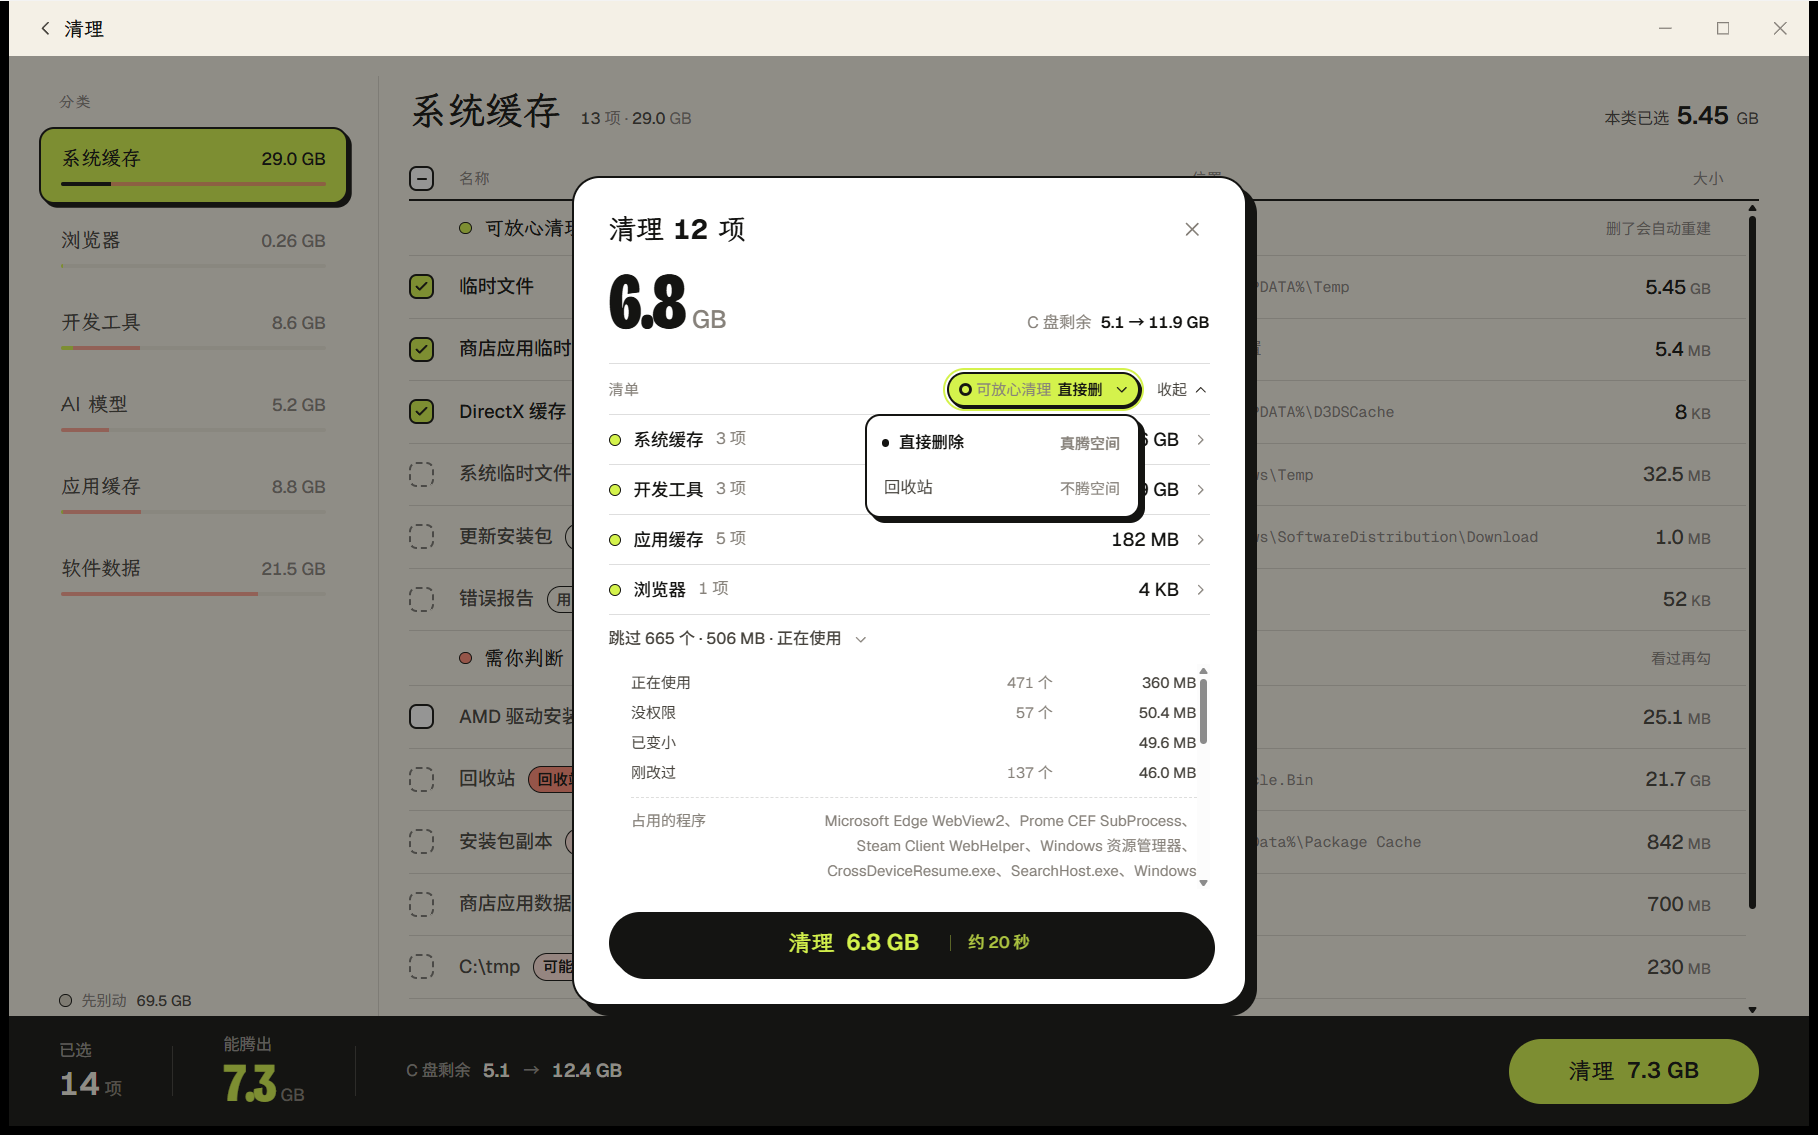 清理
分类
系统缓存 29.0 GB
浏览器 0.26 GB
开发工具 8.6 GB
AI 模型 5.2 GB
应用缓存 8.8 GB
软件数据 21.5 GB
先别动 69.5 GB
系统缓存 13 项 · 29.0 GB
本类已选 5.45 GB
名称 大小
可放心清理 删了会自动重建
临时文件 DATA%\Temp 5.45 GB
商店应用临时 5.4 MB
DirectX 缓存 DATA%\D3DSCache 8 KB
系统临时文件 s\Temp 32.5 MB
更新安装包 s\SoftwareDistribution\Download 1.0 MB
错误报告 用 52 KB
需你判断 看过再勾
AMD 驱动安装 25.1 MB
回收站 回收站 cle.Bin 21.7 GB
安装包副本 Data%\Package Cache 842 MB
商店应用数据 700 MB
C:\tmp 可能 230 MB
清理 12 项
6.8 GB
C 盘剩余 5.1 → 11.9 GB
清单 可放心清理 直接删 收起
直接删除 真腾空间
回收站 不腾空间
系统缓存 3 项 GB
开发工具 3 项 GB
应用缓存 5 项 182 MB
浏览器 1 项 4 KB
跳过 665 个 · 506 MB · 正在使用
正在使用 471 个 360 MB
没权限 57 个 50.4 MB
已变小 49.6 MB
刚改过 137 个 46.0 MB
占用的程序 Microsoft Edge WebView2、Prome CEF SubProcess、
Steam Client WebHelper、Windows 资源管理器、
CrossDeviceResume.exe、SearchHost.exe、Windows
清理 6.8 GB 约 20 秒
已选
14 项
能腾出
7.3 GB
C 盘剩余 5.1 → 12.4 GB
清理 7.3 GB